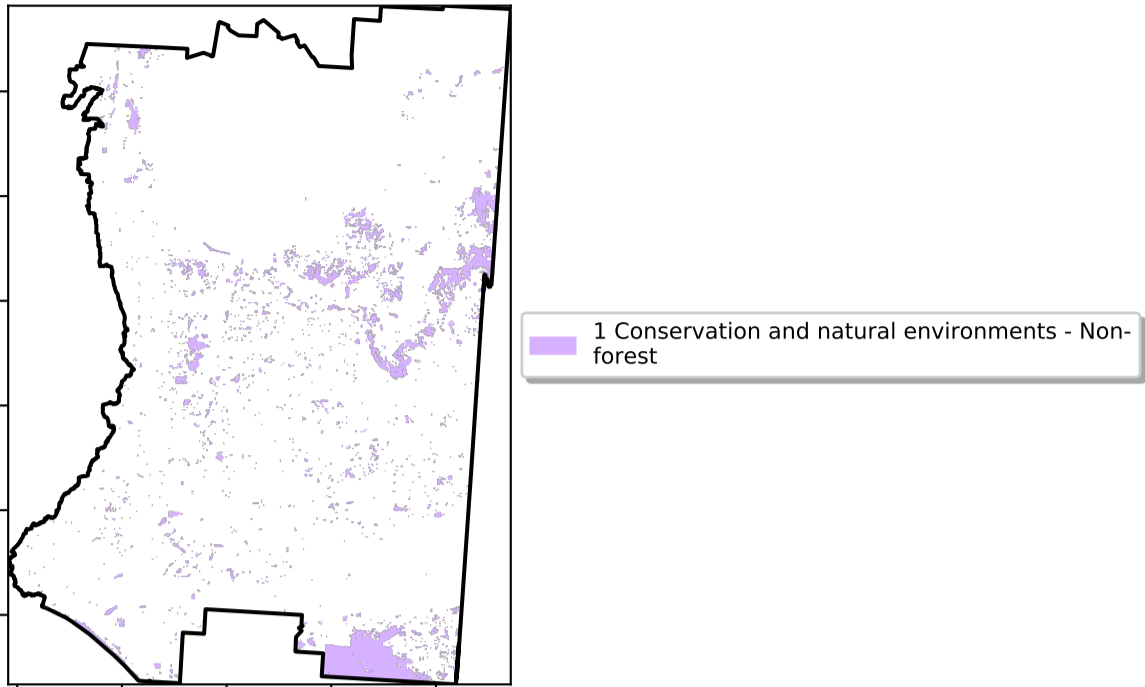 1 Conservation and natural environments - Non-
forest